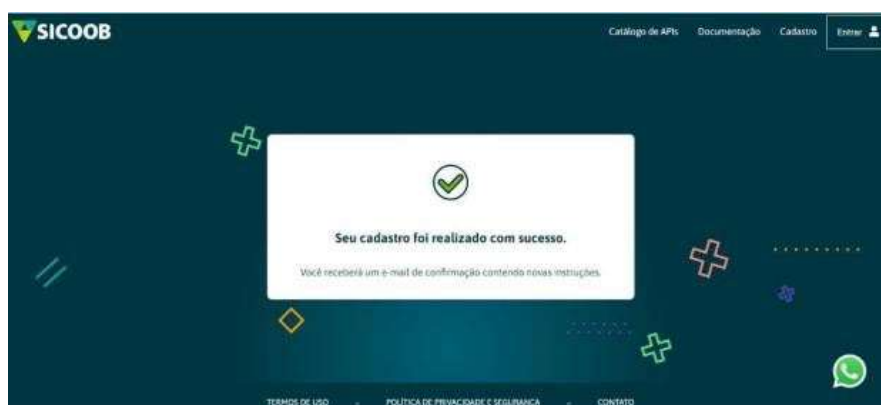 SICOOB
Catálogo de APIs Documentação Cadastro Entrar
Seu cadastro foi realizado com sucesso.
Você receberá um e-mail de confirmação contendo novas instruções.
TERMOS DE USO - POLÍTICA DE PRIVACIDADE E SEGURANÇA - CONTATO